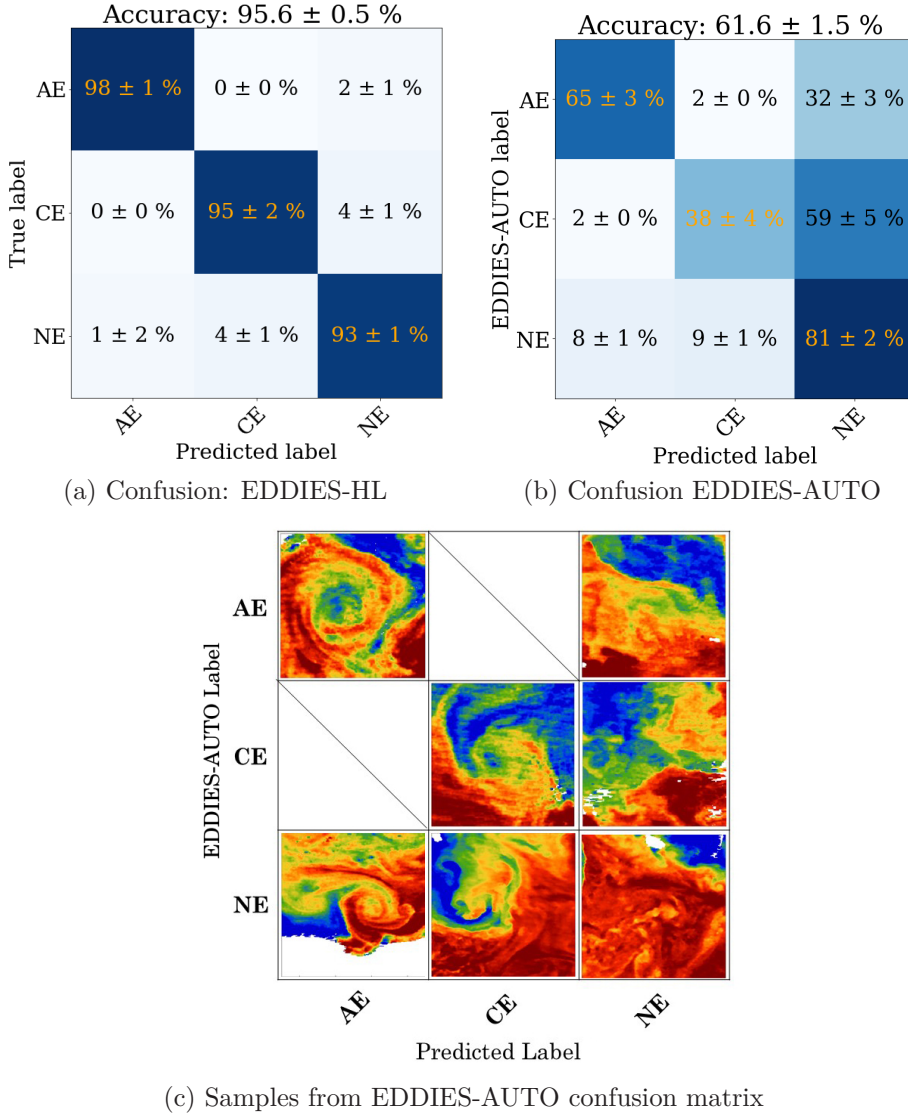 Accuracy: 95.6 ± 0.5 %
True label
AE
98 ± 1 %
0 ± 0 %
2 ± 1 %
CE
0 ± 0 %
95 ± 2 %
4 ± 1 %
NE
1 ± 2 %
4 ± 1 %
93 ± 1 %
AE
CE
NE
Predicted label
(a) Confusion: EDDIES-HL
Accuracy: 61.6 ± 1.5 %
EDDIES-AUTO label
AE
65 ± 3 %
2 ± 0 %
32 ± 3 %
CE
2 ± 0 %
38 ± 4 %
59 ± 5 %
NE
8 ± 1 %
9 ± 1 %
81 ± 2 %
AE
CE
NE
Predicted label
(b) Confusion EDDIES-AUTO
EDDIES-AUTO Label
AE
CE
NE
AE
CE
NE
Predicted Label
(c) Samples from EDDIES-AUTO confusion matrix